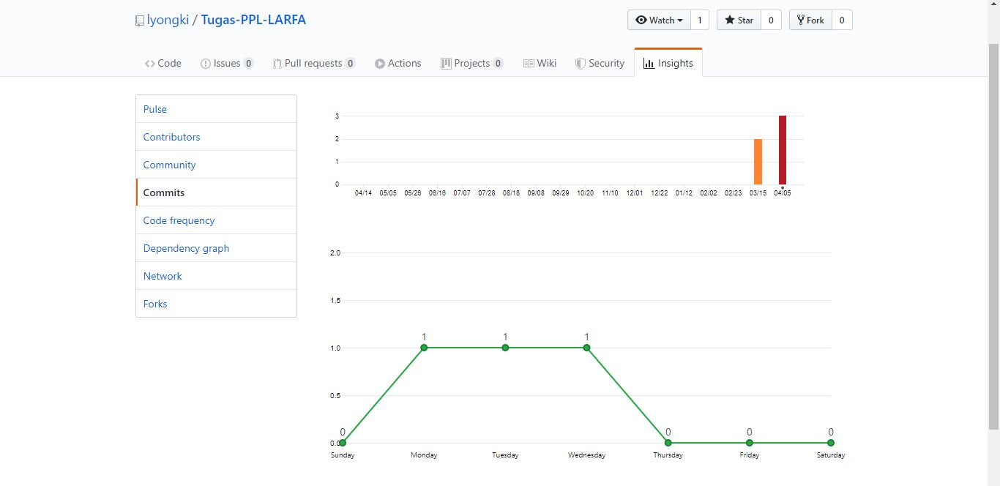 lyongki / Tugas-PPL-LARFA
Watch 1 Star 0 Fork 0
Code Issues 0 Pull requests 0 Actions Projects 0 Wiki Security Insights
Pulse
Contributors
Community
Commits
Code frequency
Dependency graph
Network
Forks
3
2
1
0
04/14 05/05 05/26 06/16 07/07 07/28 08/18 09/08 09/29 10/20 11/10 12/01 12/22 01/12 02/02 02/23 03/15 04/05
2.0
1.5
1.0
0.5
0.0
0 1 1 1 0 0 0
Sunday Monday Tuesday Wednesday Thursday Friday Saturday